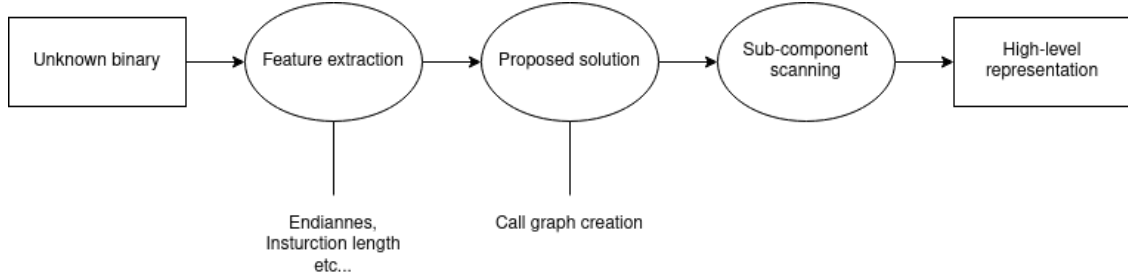 Unknown binary
Feature extraction
Proposed solution
Sub-component
scanning
High-level
representation
Endiannes,
Insturction length
etc...
Call graph creation